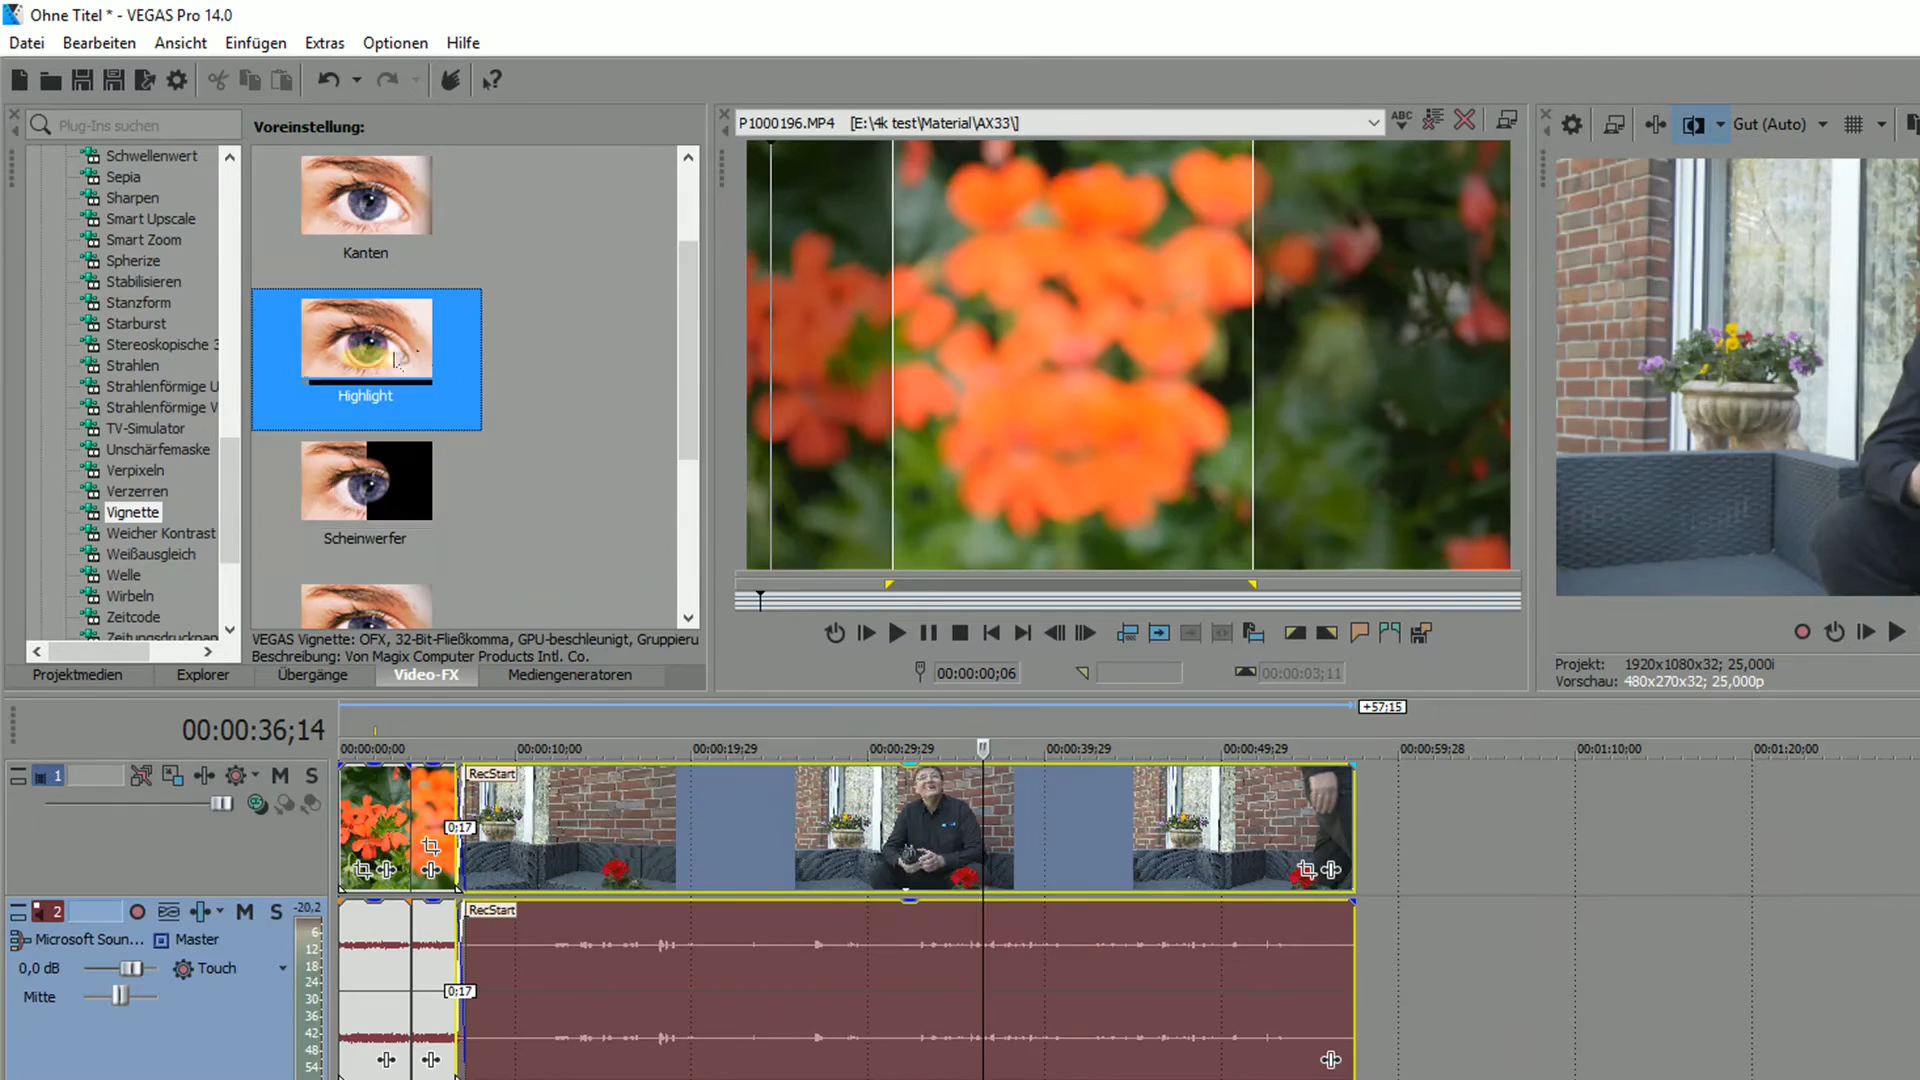 Ohne Titel * - VEGAS Pro 14.0
Datei Bearbeiten Ansicht Einfügen Extras Optionen Hilfe
Plug-Ins suchen
Schwellenwert
Sepia
Sharpen
Smart Upscale
Smart Zoom
Spherize
Stabilisieren
Stanzform
Starburst
Stereoskopische 3
Strahlen
Strahlenförmige U
Strahlenförmige V
TV-Simulator
Unschärfemaske
Verpixeln
Verzerren
Vignette
Weicher Kontrast
Weißausgleich
Welle
Wirbeln
Zeitcode
Voreinstellung:
Kanten
Highlight
Scheinwerfer
VEGAS Vignette: OFX, 32-Bit-Fließkomma, GPU-beschleunigt, Gruppieru
Beschreibung: Von Magix Computer Products Intl. Co.
Projektmedien Explorer Übergänge Video-FX Mediengeneratoren
P1000196.MP4 [E:\4k test\Material\AX33\]
ABC
00:00:00;06
00:00:03;11
Gut (Auto)
Projekt: 1920x1080x32; 25,000i
Vorschau: 480x270x32; 25,000p
00:00:36;14
+57;15
00:00:00;00 00:00:10;00 00:00:19;29 00:00:29;29 00:00:39;29 00:00:49;29 00:00:59;28 00:01:10;00 00:01:20;00
1 M S
RecStart
0;17
2 M S -20,2
RecStart
Microsoft Soun... Master
0,0 dB Touch
Mitte
0;17
6
12
18
24
30
36
42
48
54